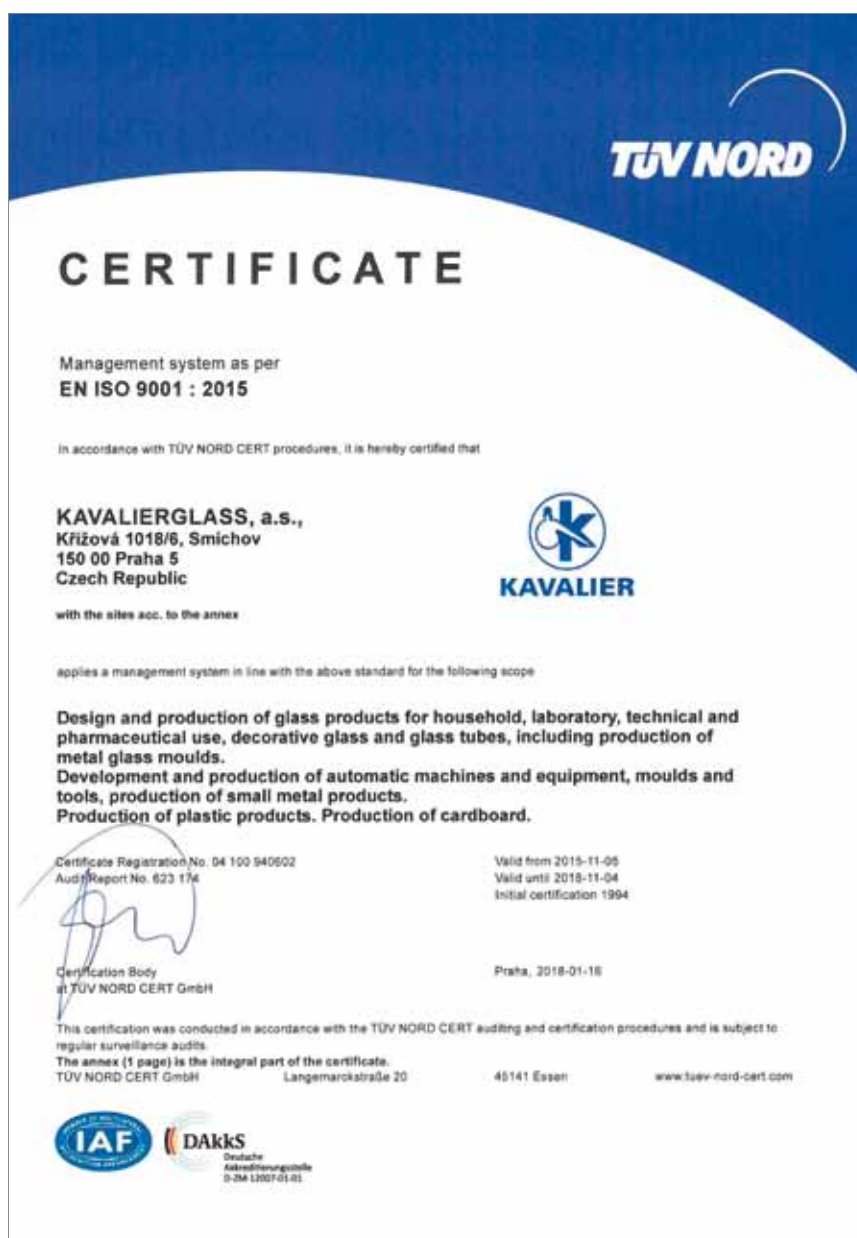 TÜV NORD
CERTIFICATE
Management system as per
EN ISO 9001 : 2015
In accordance with TÜV NORD CERT procedures, it is hereby certified that
KAVALIERGLASS, a.s.,
Křížová 1018/6, Smíchov
150 00 Praha 5
Czech Republic
KAVALIER
with the sites acc. to the annex
applies a management system in line with the above standard for the following scope
Design and production of glass products for household, laboratory, technical and
pharmaceutical use, decorative glass and glass tubes, including production of
metal glass moulds.
Development and production of automatic machines and equipment, moulds and
tools, production of small metal products.
Production of plastic products. Production of cardboard.
Certificate Registration No. 04 100 940602
Audit Report No. 623 174
Valid from 2015-11-05
Valid until 2018-11-04
Initial certification 1994
Certification Body
at TÜV NORD CERT GmbH
Praha, 2018-01-16
This certification was conducted in accordance with the TÜV NORD CERT auditing and certification procedures and is subject to
regular surveillance audits.
The annex (1 page) is the integral part of the certificate.
TÜV NORD CERT GmbH Langemarckstraße 20 45141 Essen www.tuev-nord-cert.com
IAF
DAkkS
Deutsche
Akkreditierungsstelle
D-ZM-12007-01-01